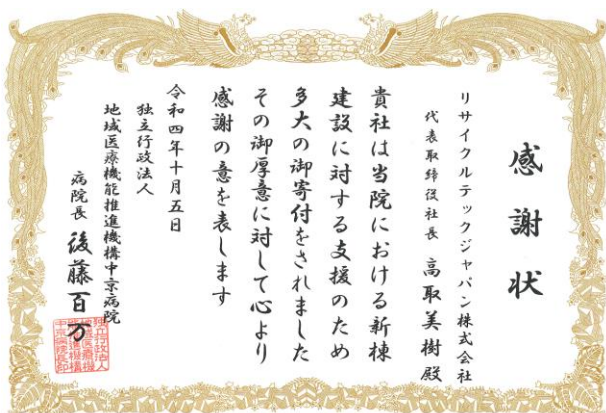 感謝状
リサイクルテックジャパン株式会社
代表取締役社長 高取美樹殿
貴社は当院における新棟
建設に対する支援のため
多大の御寄付をされました
その御厚意に対して心より
感謝の意を表します
令和四年十月五日
独立行政法人
地域医療機能推進機構中京病院
病院長 後藤百万